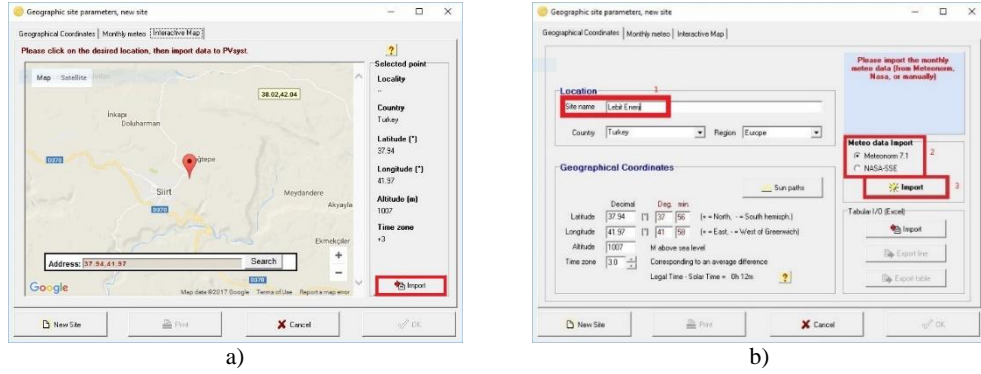 Geographic site parameters, new site
Geographical Coordinates | Monthly meteo | Interactive Map
Please click on the desired location, then import data to PVsyst.
?
Map Satellite
38.02,42.04
İnkapı
Doluharman
0370
Siirt
0370
Meydandere
Akyayla
Ekmekçiler
0370
Address: 37.94,41.97 Search
+
−
Google
Map data ©2017 Google Terms of Use Report a map error
Selected point
Locality
--
Country
Turkey
Latitude [°]
37.94
Longitude [°]
41.97
Altitude (m)
1007
Time zone
+3
Import
New Site Print Cancel OK
a)
Geographic site parameters, new site
Geographical Coordinates | Monthly meteo | Interactive Map
Location
1
Site name Lebit Enerj
Country Turkey Region Europe
Geographical Coordinates
Sun paths
Decimal Deg. min.
Latitude 37.94 [°] 37 56 (+ = North, - = South hemisph.)
Longitude 41.97 [°] 41 58 (+ = East, - = West of Greenwich)
Altitude 1007 M above sea level
Time zone 3.0 Corresponding to an average difference
Legal Time - Solar Time = 0h 12m ?
Please import the monthly
meteo data (from Meteonorm,
Nasa, or manually)
Meteo data Import
Meteonorm 7.1
2
NASA-SSE
Import 3
Tabular I/O (Excel)
Import
Export line
Export table
New Site Print Cancel OK
b)